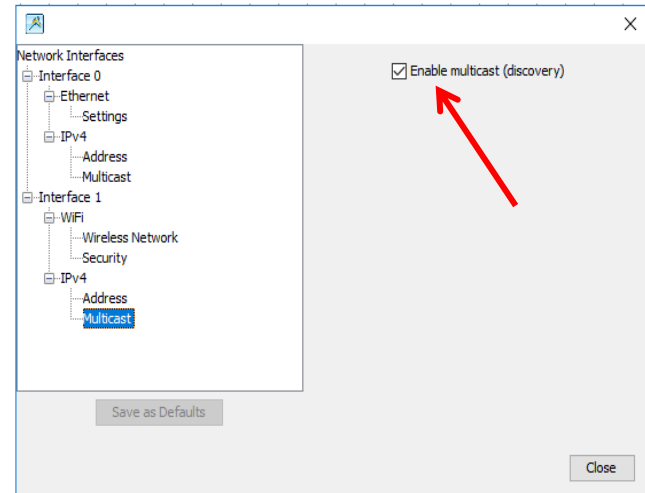 Network Interfaces
Interface 0
Ethernet
Settings
IPv4
Address
Multicast
Interface 1
WiFi
Wireless Network
Security
IPv4
Address
Multicast
Enable multicast (discovery)
Save as Defaults
Close